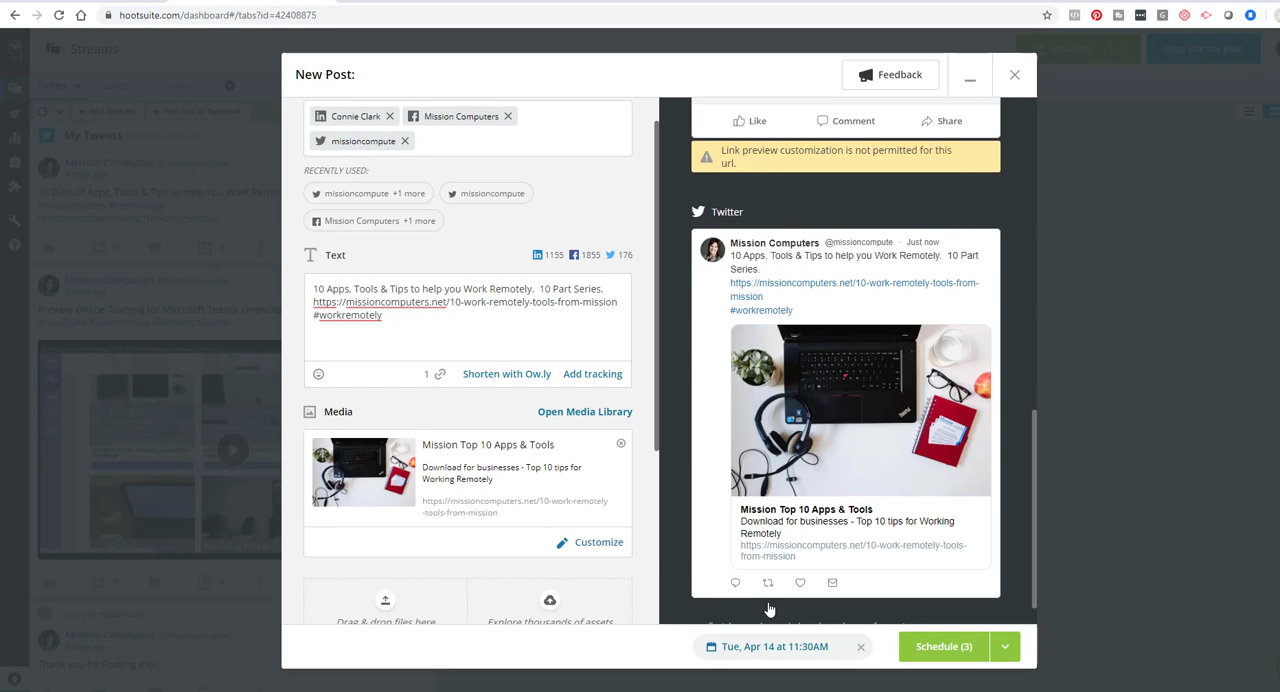 hootsuite.com/dashboard#/tabs?id=42408875
Streams
My Tweets
New Post:
Feedback
Connie Clark
Mission Computers
missioncompute
RECENTLY USED:
missioncompute +1 more
missioncompute
Mission Computers +1 more
Text
1155
1855
176
10 Apps, Tools & Tips to help you Work Remotely. 10 Part Series.
https://missioncomputers.net/10-work-remotely-tools-from-mission
#workremotely
1
Shorten with Ow.ly
Add tracking
Media
Open Media Library
Mission Top 10 Apps & Tools
Download for businesses - Top 10 tips for
Working Remotely
https://missioncomputers.net/10-work-remotely
-tools-from-mission
Customize
Drag & drop files here
Explore thousands of assets
Like
Comment
Share
Link preview customization is not permitted for this
url.
Twitter
Mission Computers @missioncompute · Just now
10 Apps, Tools & Tips to help you Work Remotely. 10 Part
Series.
https://missioncomputers.net/10-work-remotely-tools-from-
mission
#workremotely
Mission Top 10 Apps & Tools
Download for businesses - Top 10 tips for Working
Remotely
https://missioncomputers.net/10-work-remotely-tools-
from-mission
Tue, Apr 14 at 11:30AM
Schedule (3)